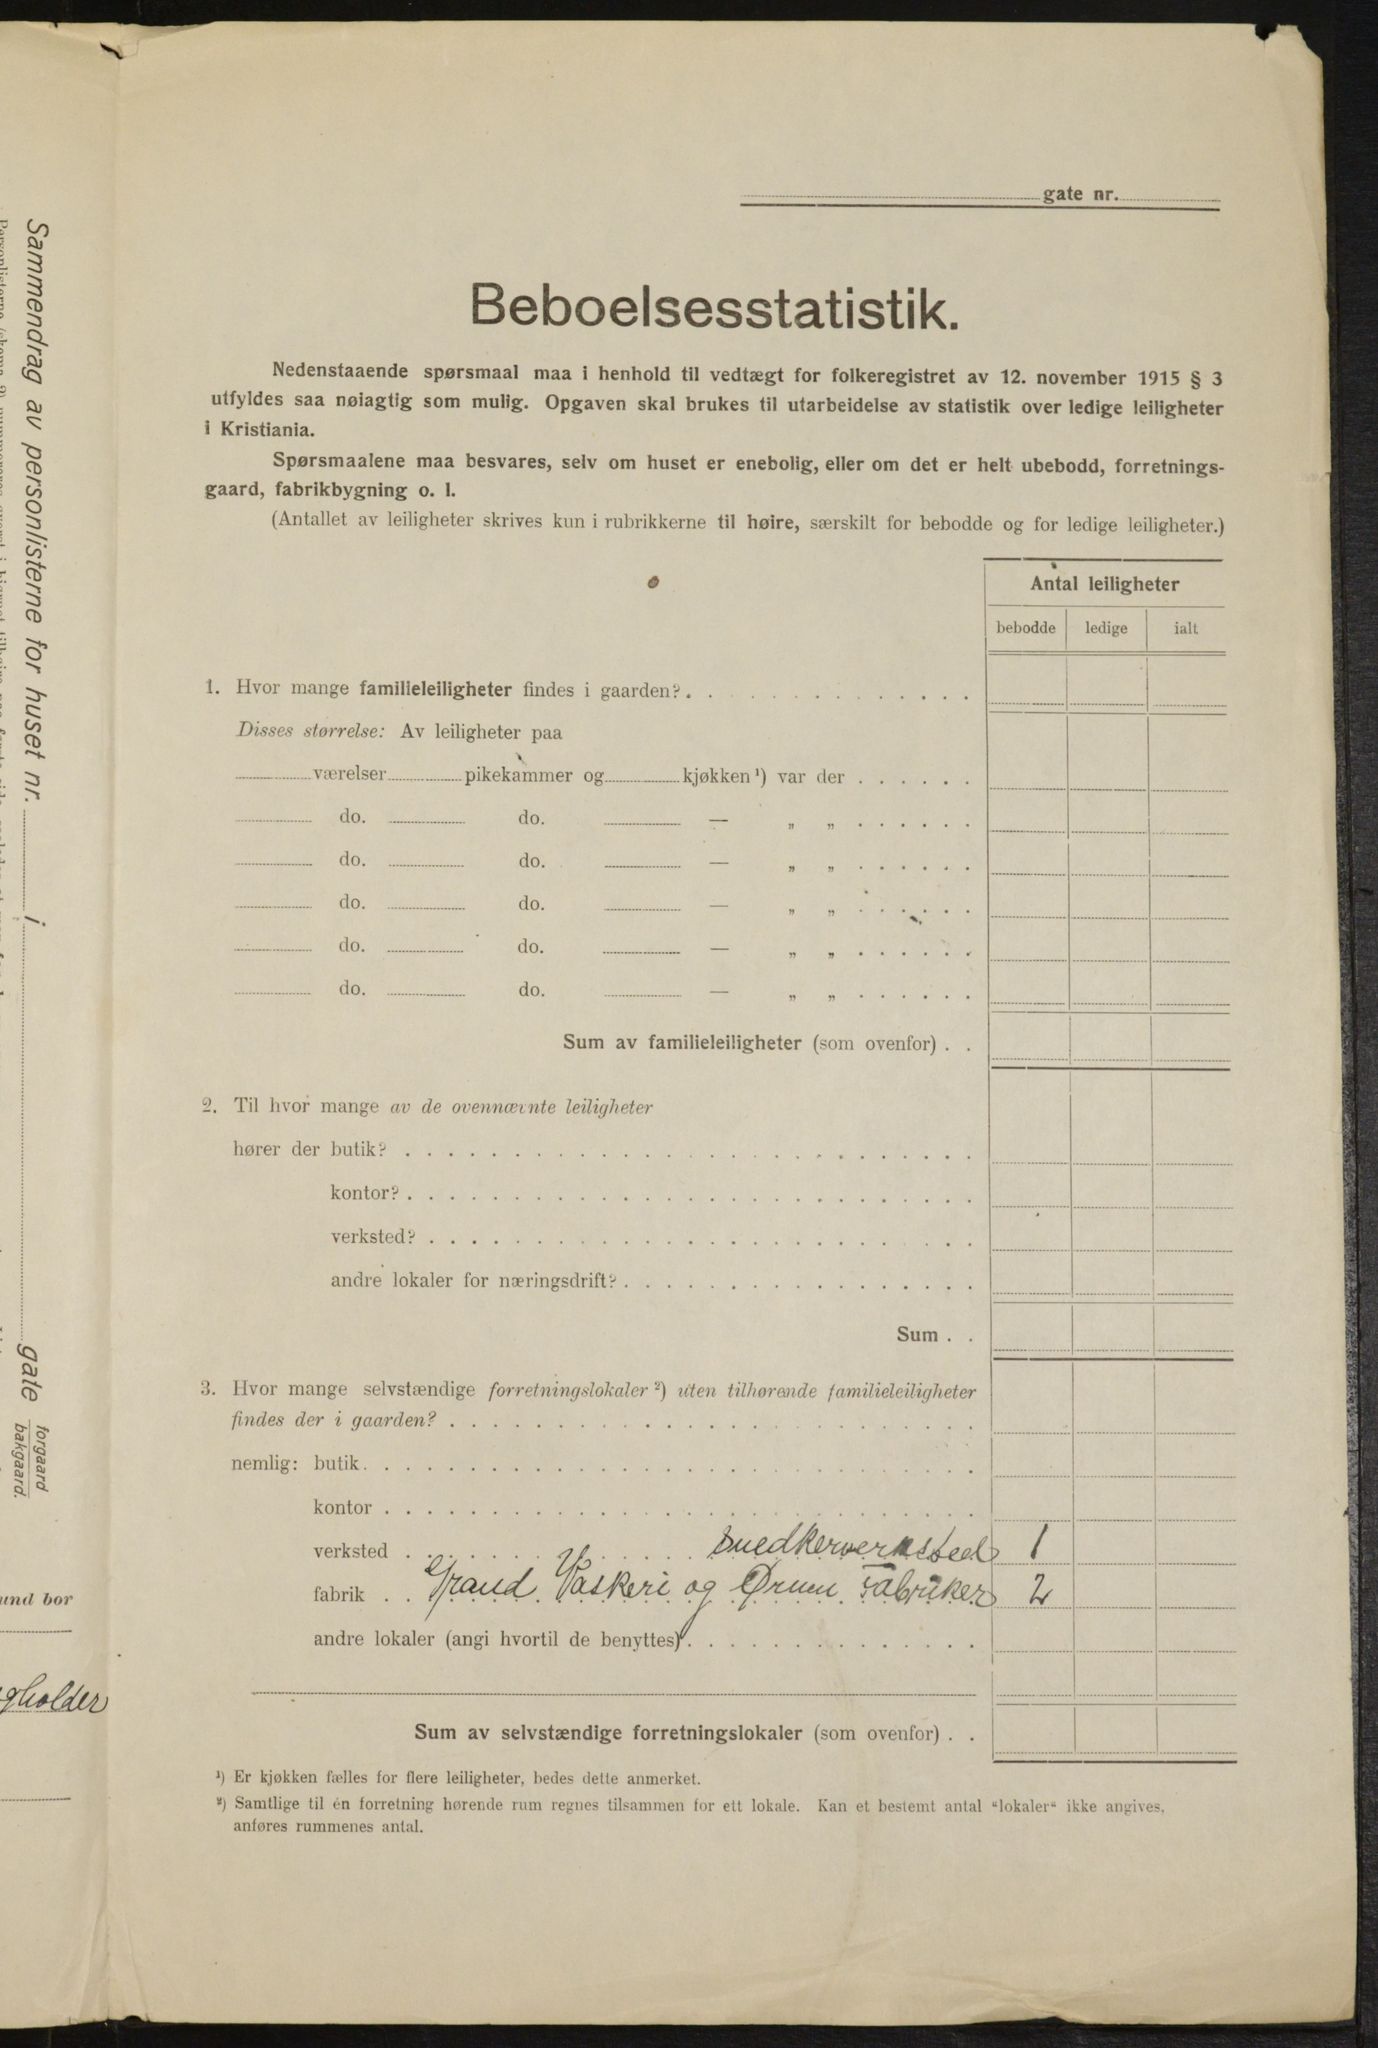 gate nr.
Beboelsesstatistik.
Nedenstaaende spørsmaal maa i henhold til vedtægt for folkeregistret av 12. november 1915 § 3
utfyldes saa nøiagtig som mulig. Opgaven skal brukes til utarbeidelse av statistik over ledige leiligheter
i Kristiania.
Spørsmaalene maa besvares, selv om huset er enebolig, eller om det er helt ubebodd, forretnings-
gaard, fabrikbygning o. l.
(Antallet av leiligheter skrives kun i rubrikkerne til høire, særskilt for bebodde og for ledige leiligheter.)
Antal leiligheter
bebodde ledige ialt
1. Hvor mange familieleiligheter findes i gaarden?
Disses størrelse: Av leiligheter paa
værelser pikekammer og kjøkken ¹) var der
do. do. — „ „
do. do. — „ „
do. do. — „ „
do. do. — „ „
do. do. — „ „
Sum av familieleiligheter (som ovenfor)
2. Til hvor mange av de ovennævnte leiligheter
hører der butik?
kontor?
verksted?
andre lokaler for næringsdrift?
Sum
3. Hvor mange selvstændige forretningslokaler ²) uten tilhørende familieleiligheter
findes der i gaarden?
nemlig: butik
kontor
verksted snedkerverksted 1
fabrik Grand Vaskeri og Fabriker 2
andre lokaler (angi hvortil de benyttes)
Sum av selvstændige forretningslokaler (som ovenfor)
¹) Er kjøkken fælles for flere leiligheter, bedes dette anmerket.
²) Samtlige til én forretning hørende rum regnes tilsammen for ett lokale. Kan et bestemt antal “lokaler“ ikke angives,
anføres rummenes antal.
Sammendrag av personlisterne for huset nr. i gate forgaard
bakgaard.
und bor
gholder